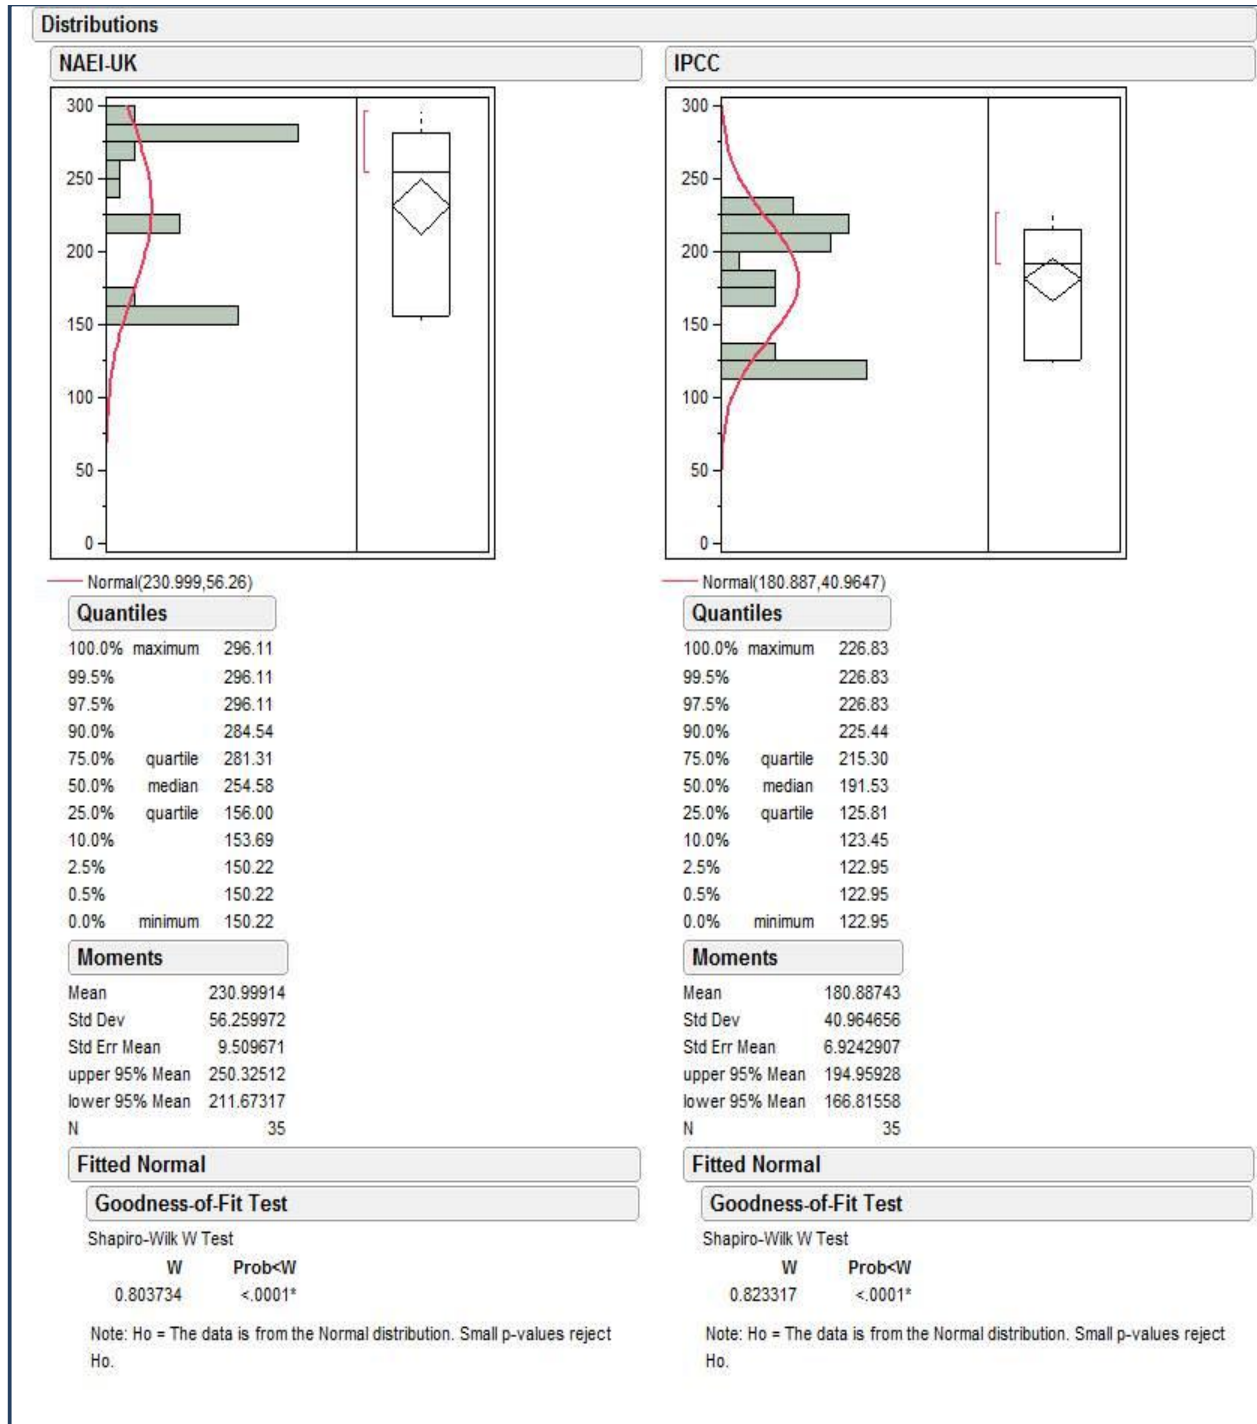 Distributions
NAEI-UK
300
250
200
150
100
50
0
Normal(230.999,56.26)
Quantiles
100.0% maximum 296.11
99.5% 296.11
97.5% 296.11
90.0% 284.54
75.0% quartile 281.31
50.0% median 254.58
25.0% quartile 156.00
10.0% 153.69
2.5% 150.22
0.5% 150.22
0.0% minimum 150.22
Moments
Mean 230.99914
Std Dev 56.259972
Std Err Mean 9.509671
upper 95% Mean 250.32512
lower 95% Mean 211.67317
N 35
Fitted Normal
Goodness-of-Fit Test
Shapiro-Wilk W Test
W Prob<W
0.803734 <.0001*
Note: Ho = The data is from the Normal distribution. Small p-values reject
Ho.
IPCC
300
250
200
150
100
50
0
Normal(180.887,40.9647)
Quantiles
100.0% maximum 226.83
99.5% 226.83
97.5% 226.83
90.0% 225.44
75.0% quartile 215.30
50.0% median 191.53
25.0% quartile 125.81
10.0% 123.45
2.5% 122.95
0.5% 122.95
0.0% minimum 122.95
Moments
Mean 180.88743
Std Dev 40.964656
Std Err Mean 6.9242907
upper 95% Mean 194.95928
lower 95% Mean 166.81558
N 35
Fitted Normal
Goodness-of-Fit Test
Shapiro-Wilk W Test
W Prob<W
0.823317 <.0001*
Note: Ho = The data is from the Normal distribution. Small p-values reject
Ho.